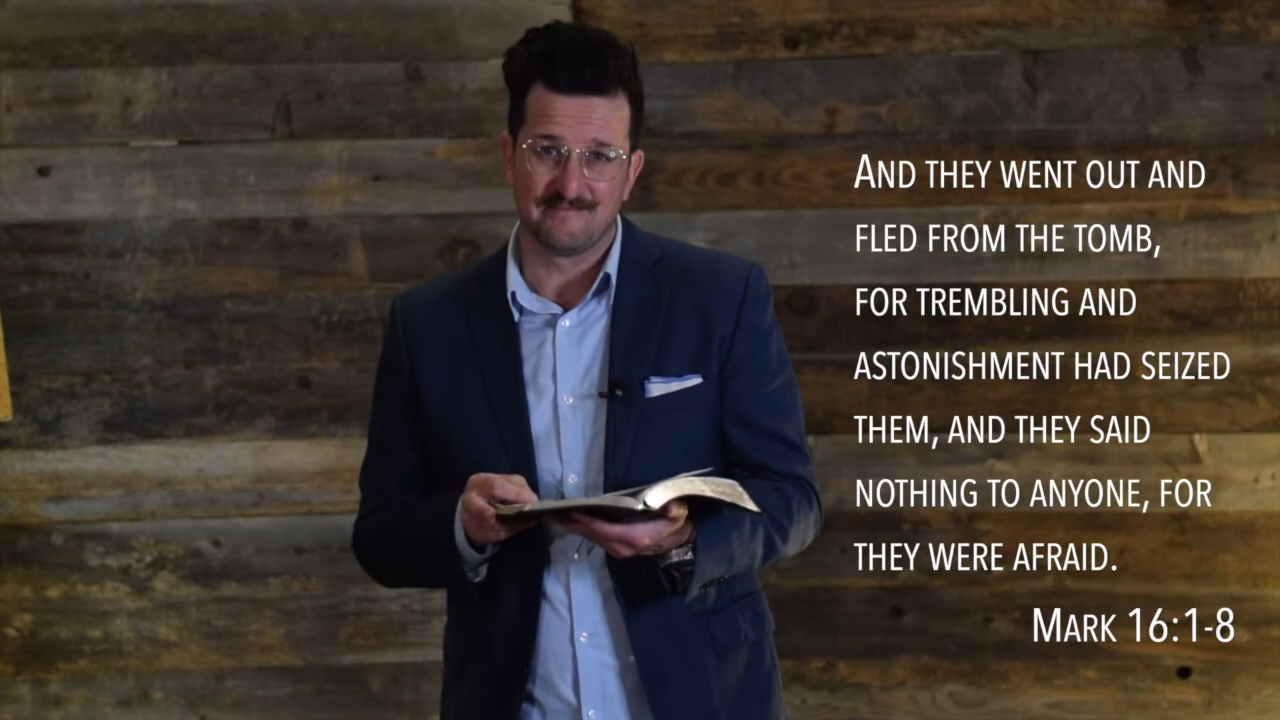 And they went out and
fled from the tomb,
for trembling and
astonishment had seized
them, and they said
nothing to anyone, for
they were afraid.
Mark 16:1-8